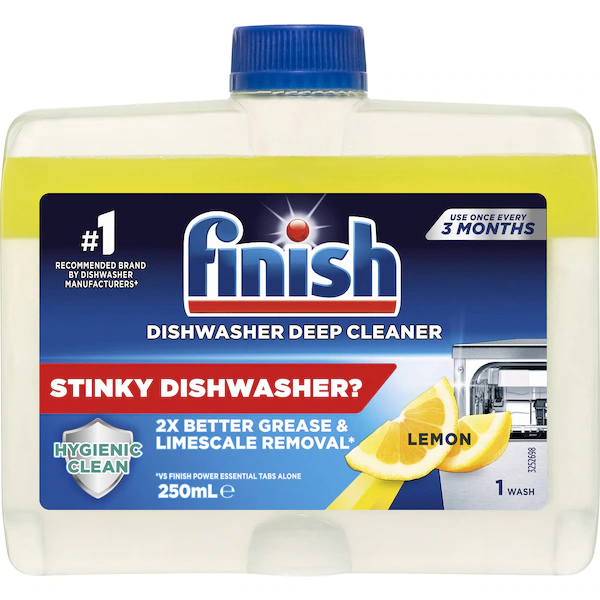 #1
RECOMMENDED BRAND
BY DISHWASHER
MANUFACTURERS♦
USE ONCE EVERY
3 MONTHS
finish
DISHWASHER DEEP CLEANER
STINKY DISHWASHER?
2X BETTER GREASE &
LIMESCALE REMOVAL*
HYGIENIC
CLEAN
LEMON
*VS FINISH POWER ESSENTIAL TABS ALONE
250mL ℮
3252698
1 WASH